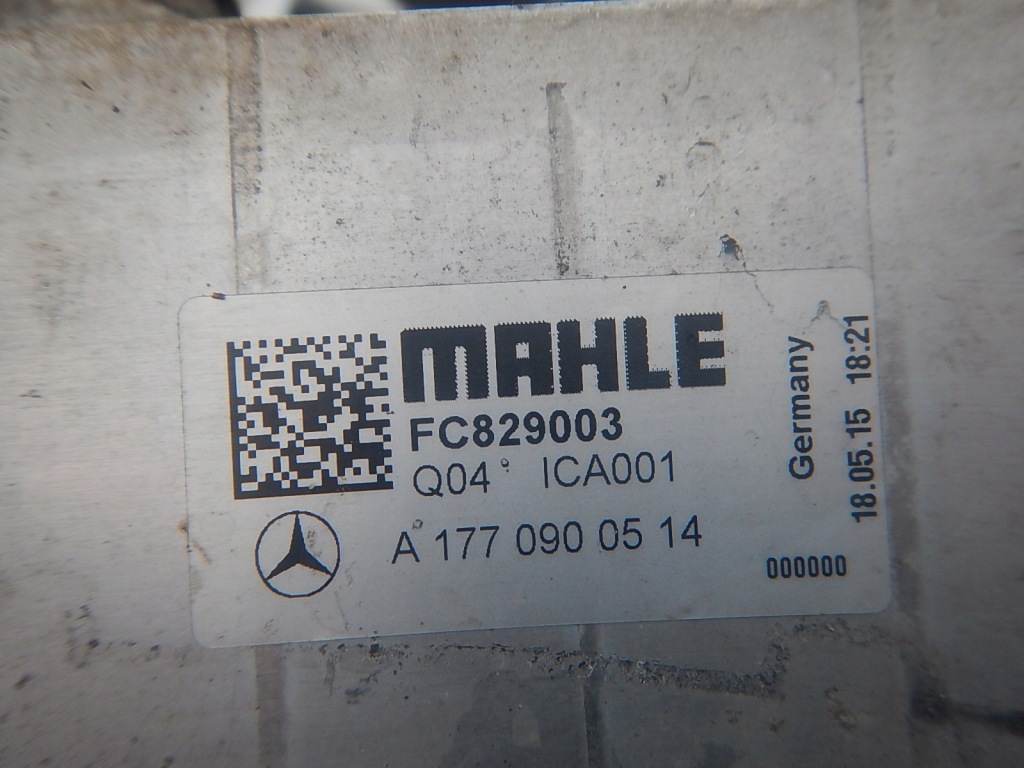 MAHLE
FC829003
Q04 ICA001
A 177 090 05 14
000000
Germany
18.05.15 18:21